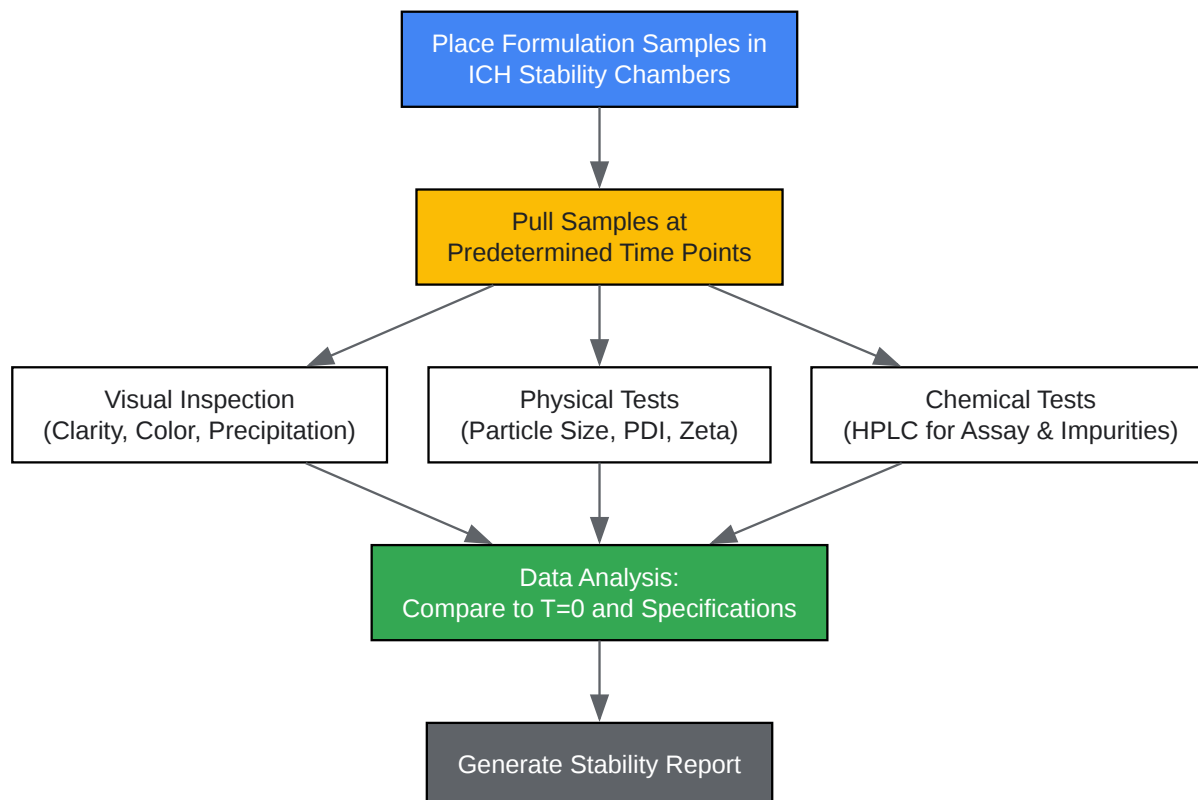 Place Formulation Samples in
ICH Stability Chambers
Pull Samples at
Predetermined Time Points
Visual Inspection
(Clarity, Color, Precipitation)
Physical Tests
(Particle Size, PDI, Zeta)
Chemical Tests
(HPLC for Assay & Impurities)
Data Analysis:
Compare to T=0 and Specifications
Generate Stability Report